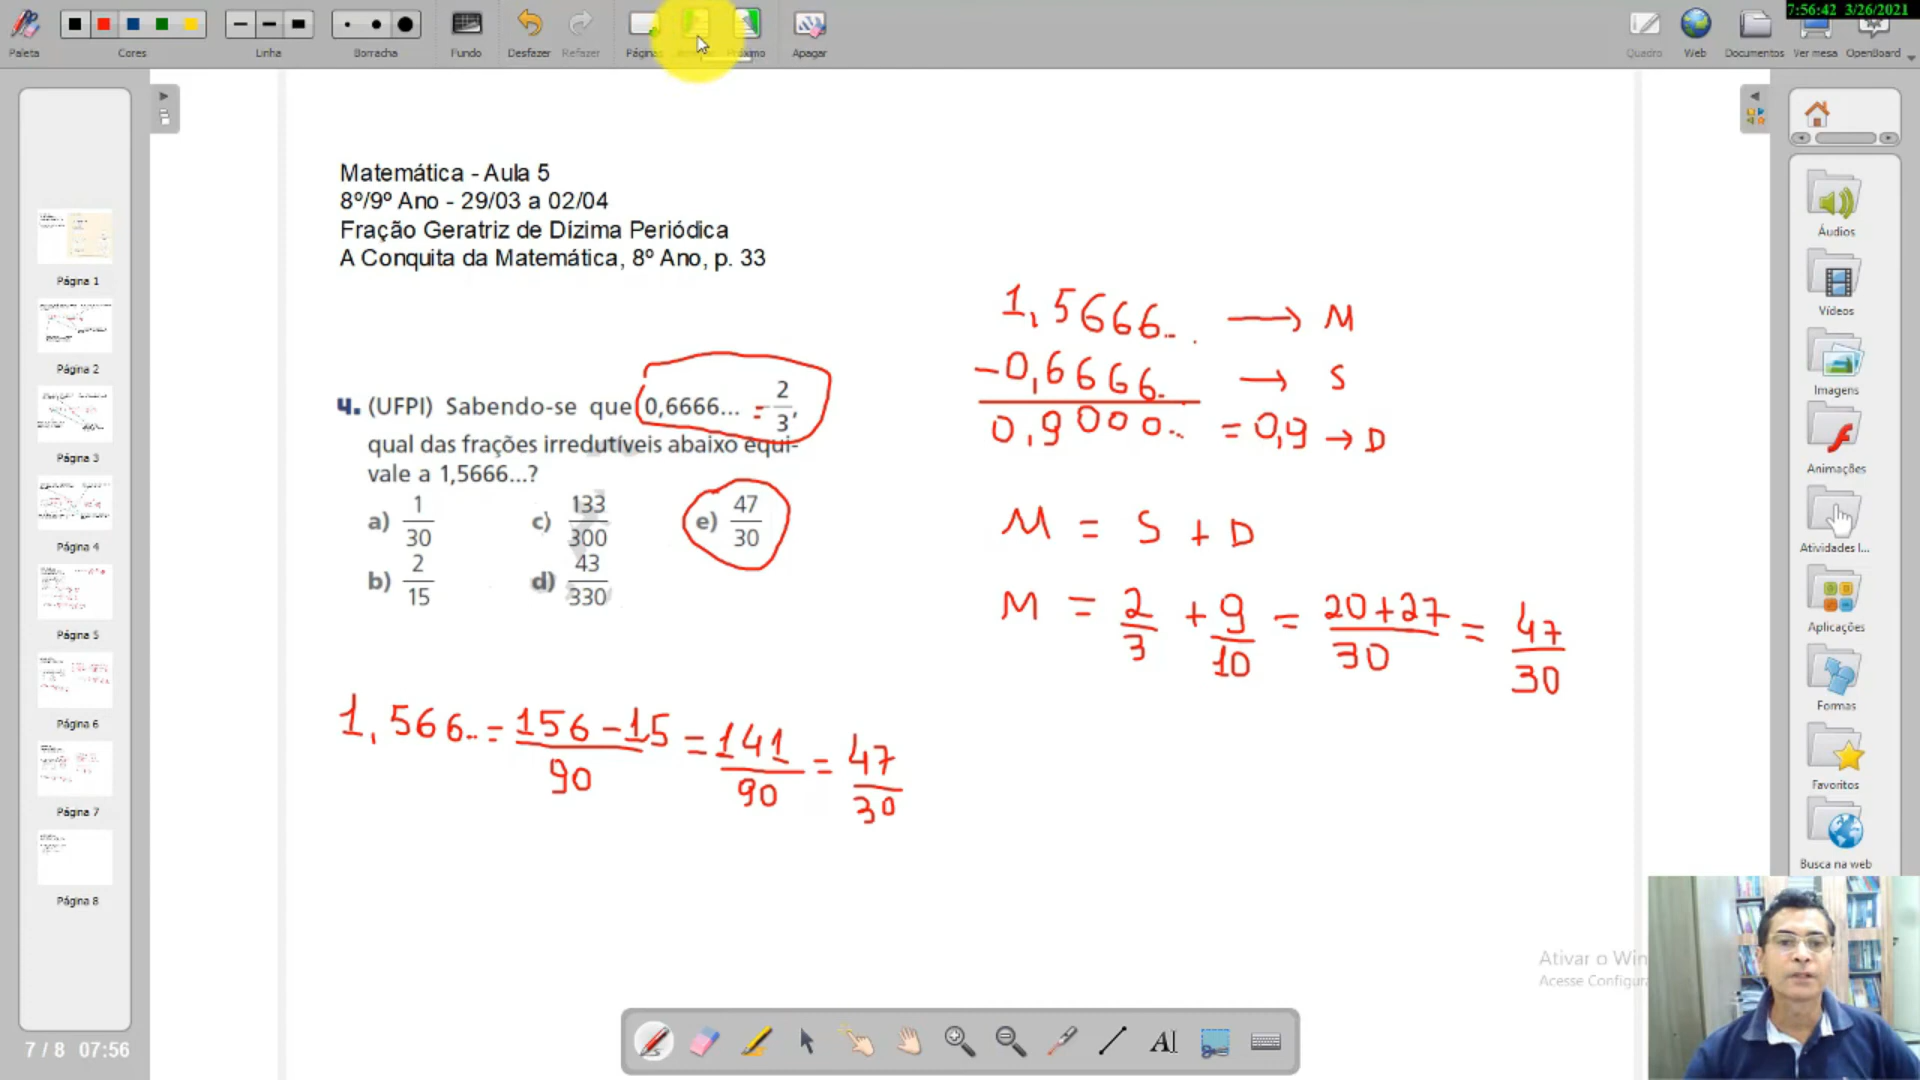 7:56:42 3/26/2021
Paleta
Cores
Linha
Borracha
Fundo
Desfazer
Refazer
Página
Próximo
Apagar
Quadro
Web
Documentos
Ver mesa
OpenBoard
Matemática - Aula 5
8º/9º Ano - 29/03 a 02/04
Fração Geratriz de Dízima Periódica
A Conquita da Matemática, 8º Ano, p. 33
4. (UFPI) Sabendo-se que 0,6666... = 2/3,
qual das frações irredutíveis abaixo equi-
vale a 1,5666...?
a) 1/30 c) 133/300 e) 47/30
b) 2/15 d) 43/330
1,5666... → M
-0,6666.. → S
0,9000... = 0,9 → D
M = S + D
M = 2/3 + 9/10 = 20+27/30 = 47/30
1,566... = 156-15/90 = 141/90 = 47/30
Página 1
Página 2
Página 3
Página 4
Página 5
Página 6
Página 7
Página 8
7 / 8 07:56
Áudios
Vídeos
Imagens
Animações
Atividades I...
Aplicações
Formas
Favoritos
Busca na web
Ativar o Win
Acesse Configura
AI